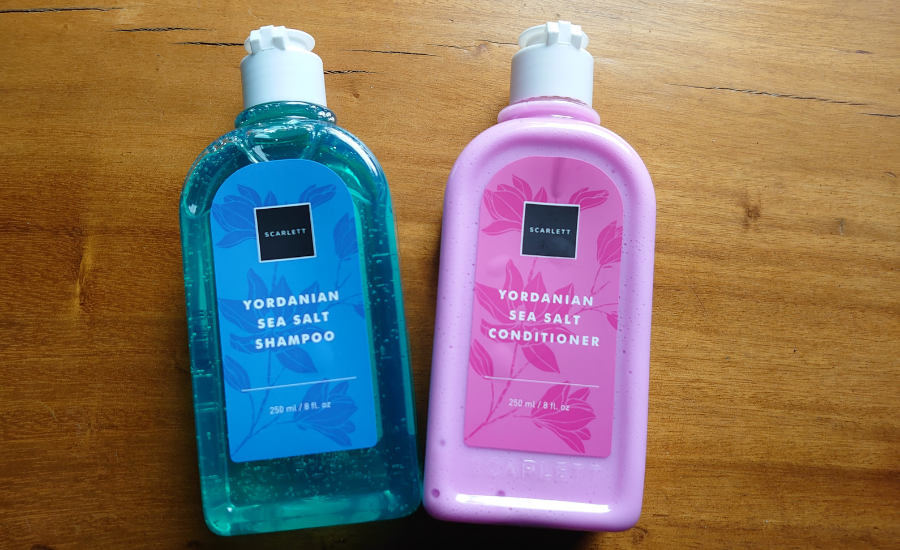 SCARLETT
YORDANIAN
SEA SALT
SHAMPOO
250 ml / 8 fl. oz
SCARLETT
YORDANIAN
SEA SALT
CONDITIONER
250 ml / 8 fl. oz
SCARLETT